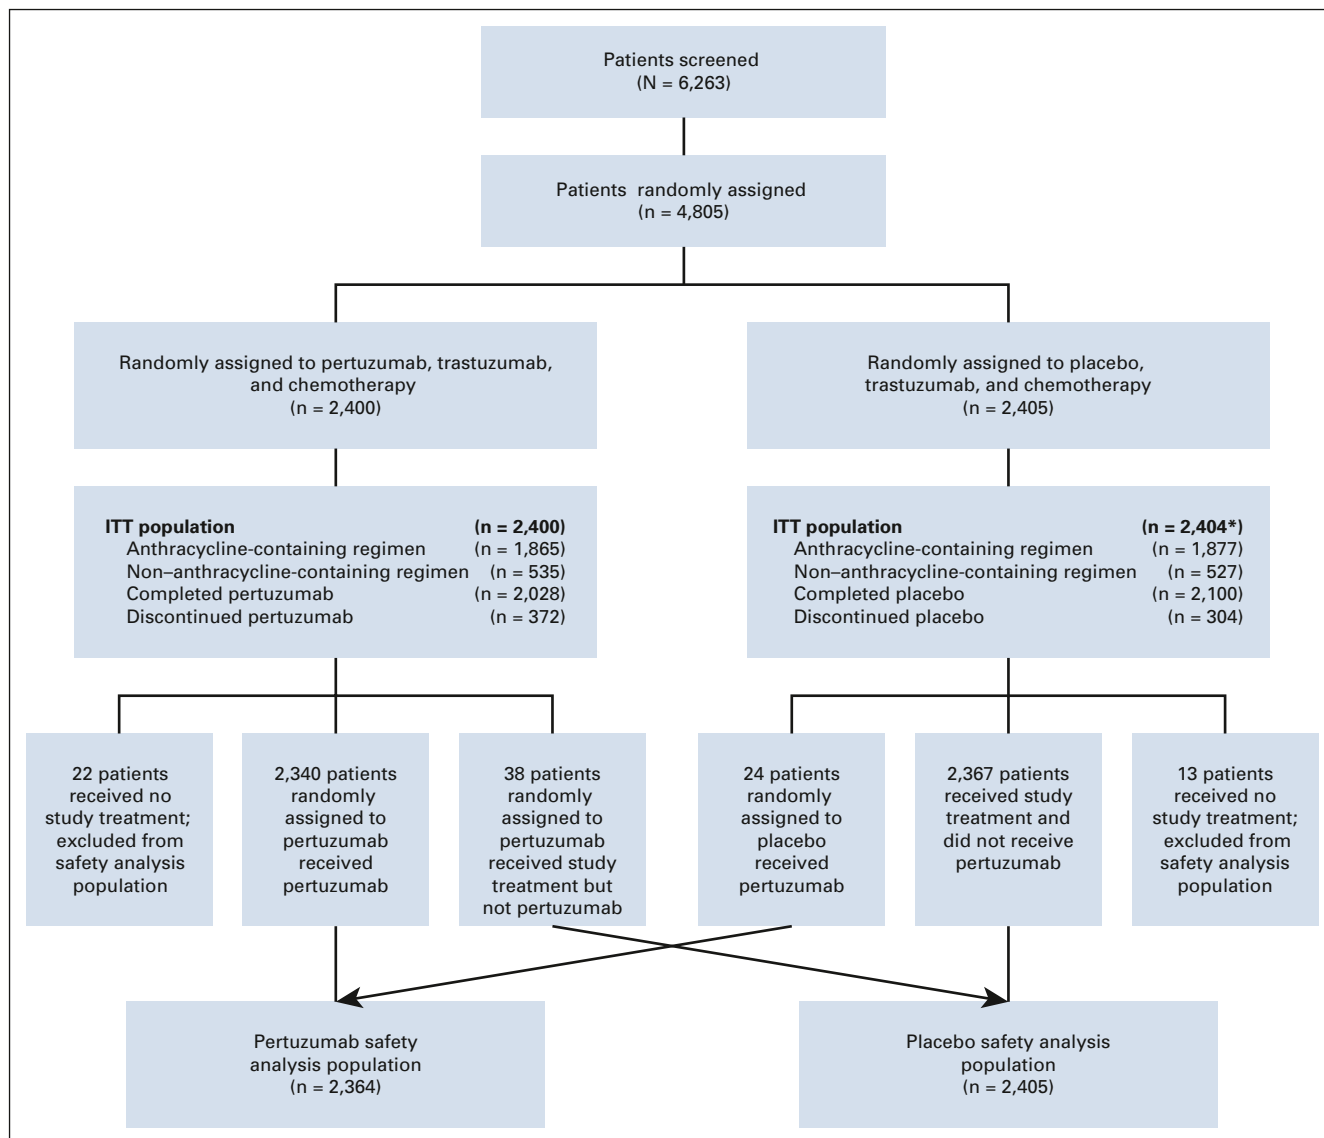 Patients screened
(N = 6,263)
Patients randomly assigned
(n = 4,805)
Randomly assigned to pertuzumab, trastuzumab,
and chemotherapy
(n = 2,400)
Randomly assigned to placebo,
trastuzumab, and chemotherapy
(n = 2,405)
ITT population (n = 2,400)
Anthracycline-containing regimen (n = 1,865)
Non–anthracycline-containing regimen (n = 535)
Completed pertuzumab (n = 2,028)
Discontinued pertuzumab (n = 372)
ITT population (n = 2,404*)
Anthracycline-containing regimen (n = 1,877)
Non–anthracycline-containing regimen (n = 527)
Completed placebo (n = 2,100)
Discontinued placebo (n = 304)
22 patients
received no
study treatment;
excluded from
safety analysis
population
2,340 patients
randomly
assigned to
pertuzumab
received
pertuzumab
38 patients
randomly
assigned to
pertuzumab
received study
treatment but
not pertuzumab
24 patients
randomly
assigned to
placebo
received
pertuzumab
2,367 patients
received study
treatment and
did not receive
pertuzumab
13 patients
received no
study treatment;
excluded from
safety analysis
population
Pertuzumab safety
analysis population
(n = 2,364)
Placebo safety analysis
population
(n = 2,405)